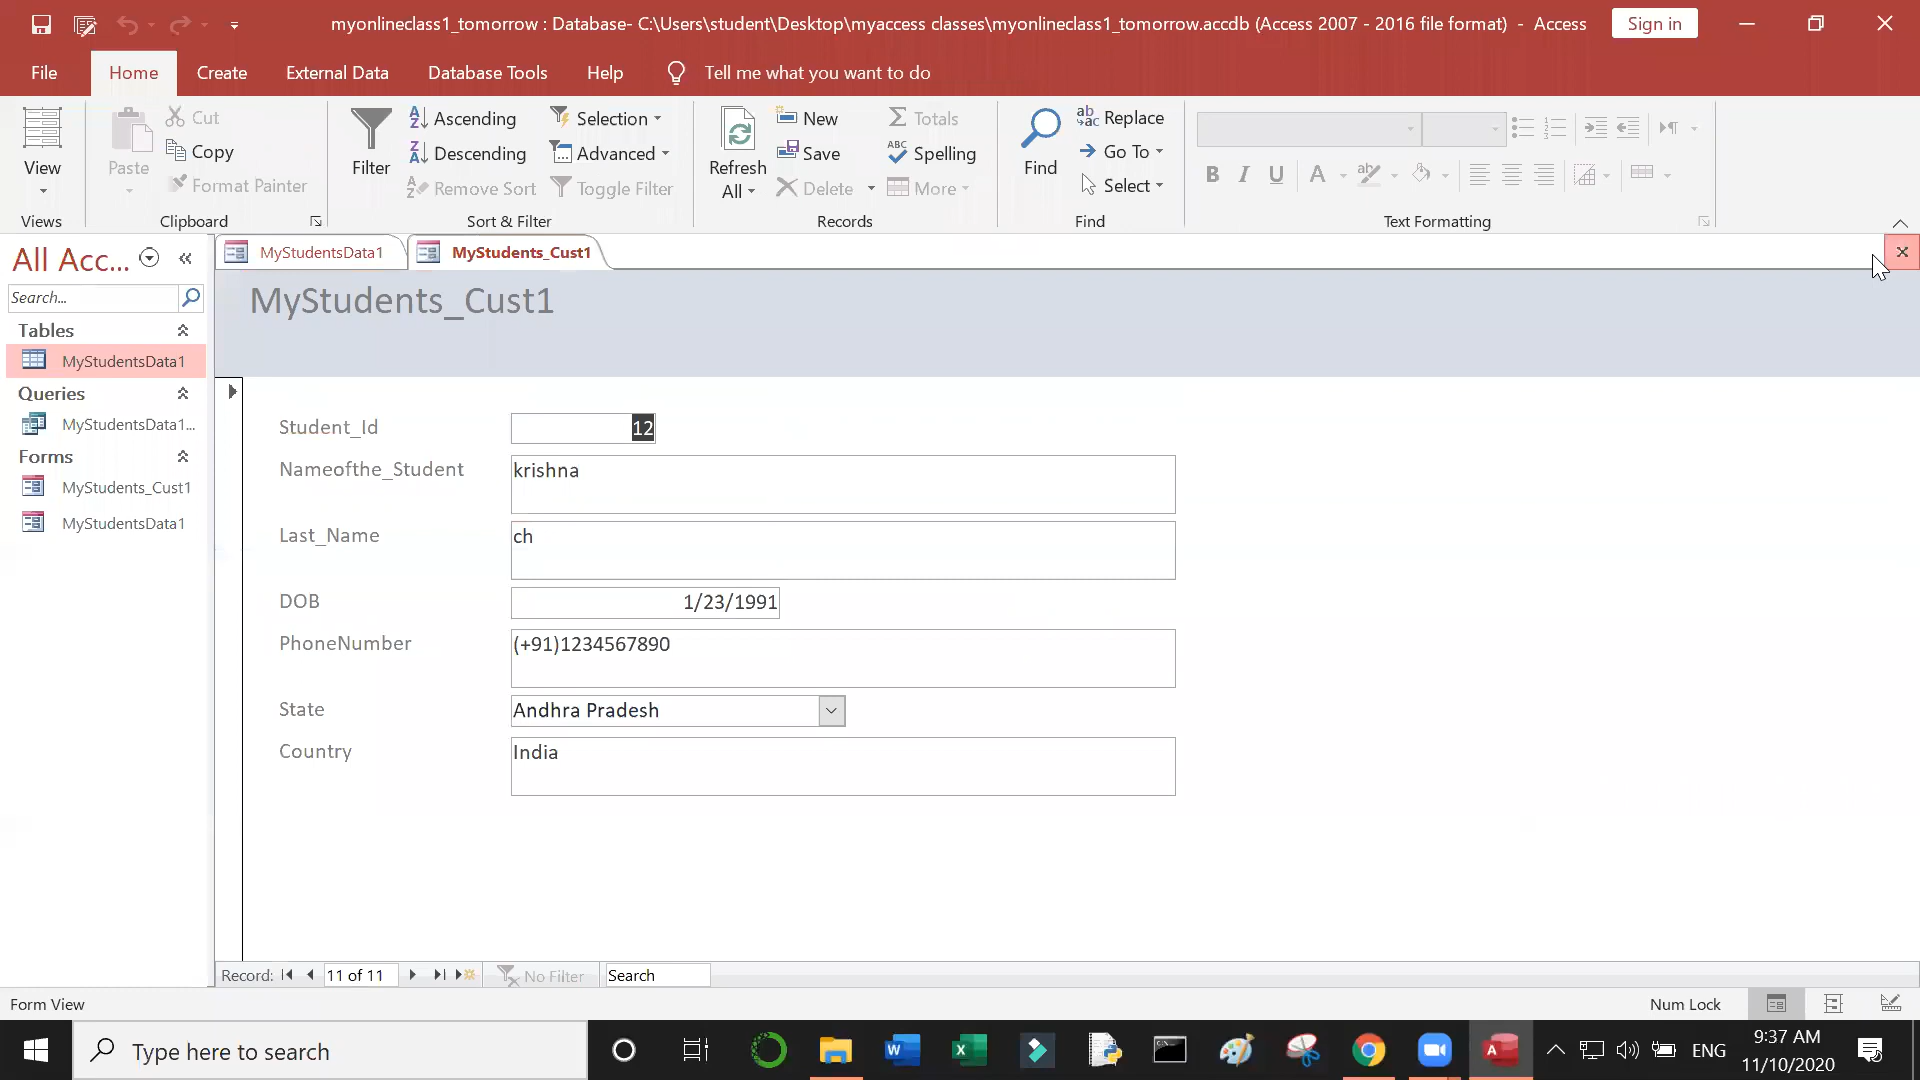 myonlineclass1_tomorrow : Database- C:\Users\student\Desktop\myaccess classes\myonlineclass1_tomorrow.accdb (Access 2007 - 2016 file format)  -  Access
Sign in
File Home Create External Data Database Tools Help Tell me what you want to do
View
Views
Paste
Cut
Copy
Format Painter
Clipboard
Filter
Ascending
Descending
Remove Sort
Selection
Advanced
Toggle Filter
Sort & Filter
Refresh
All
New
Save
Delete
Totals
Spelling
More
Records
Find
Replace
Go To
Select
Find
B I U A
Text Formatting
All Acc...
Search...
Tables
MyStudentsData1
Queries
MyStudentsData1...
Forms
MyStudents_Cust1
MyStudentsData1
MyStudentsData1
MyStudents_Cust1
MyStudents_Cust1
Student_Id 12
Nameofthe_Student krishna
Last_Name ch
DOB 1/23/1991
PhoneNumber (+91)1234567890
State Andhra Pradesh
Country India
Record: 11 of 11 No Filter Search
Form View
Num Lock
Type here to search
ENG
9:37 AM
11/10/2020